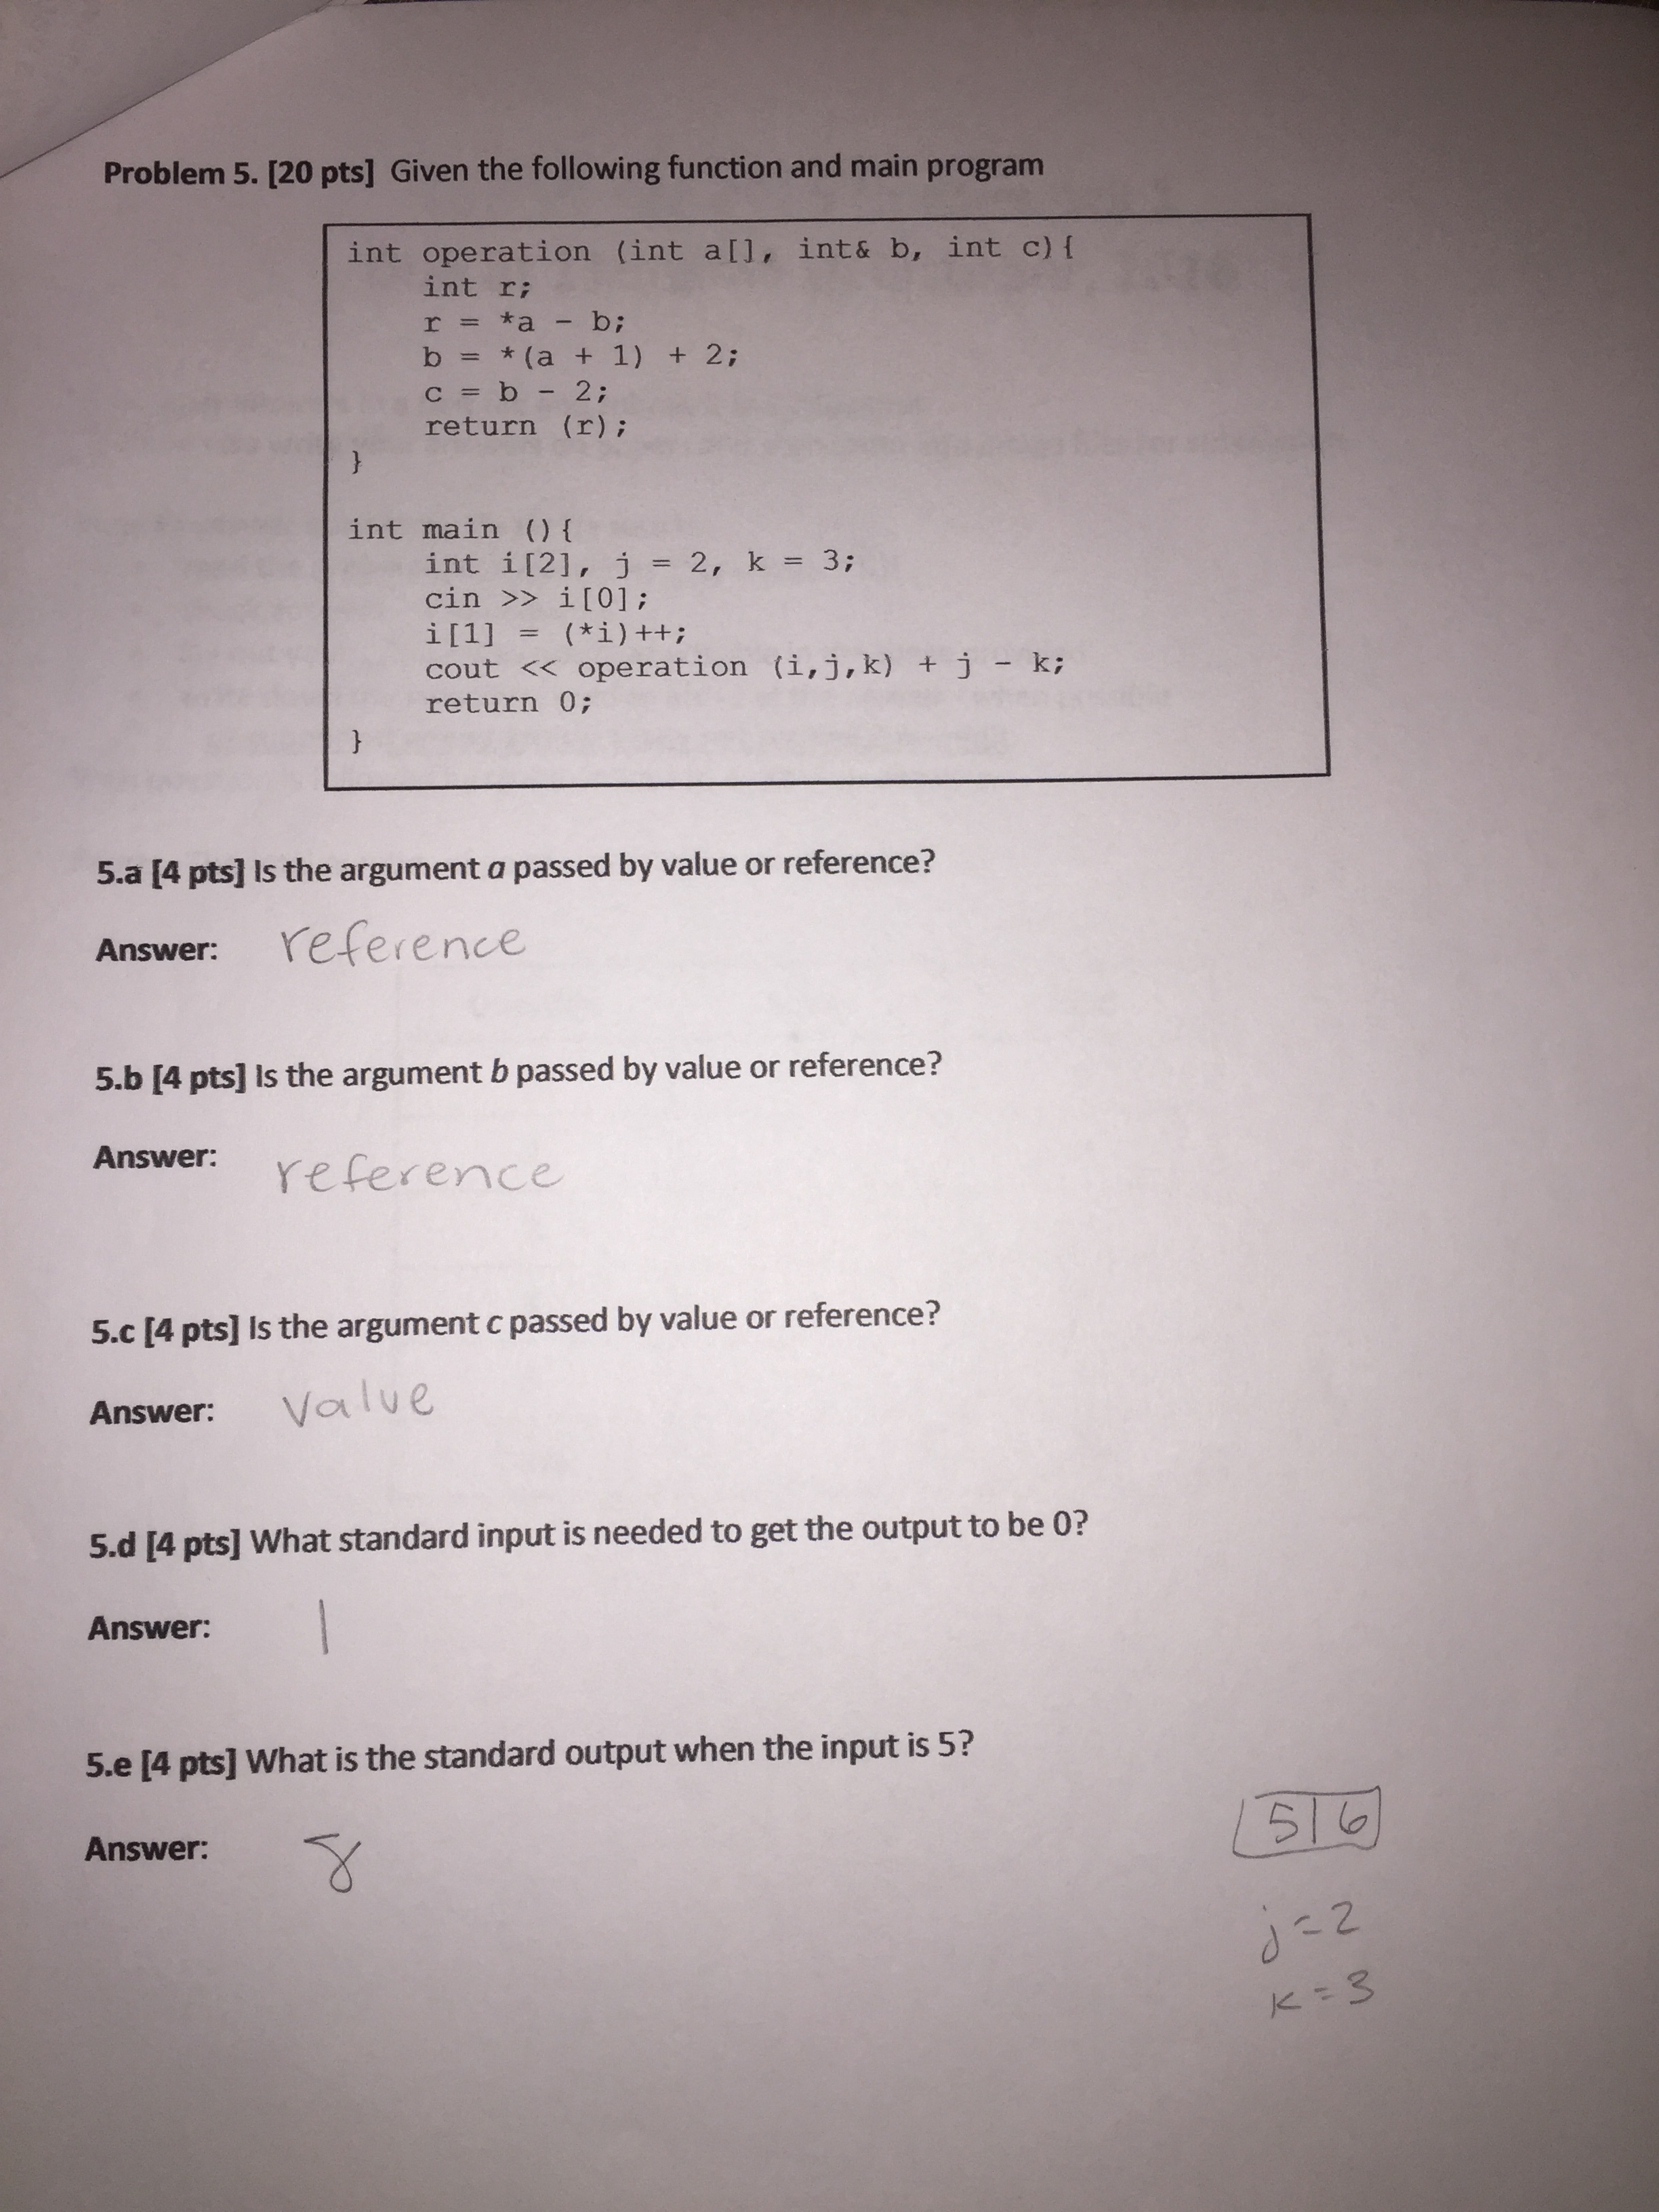 Problem 5. [20 pts] Given the following function and main program
int operation (int a[], int& b, int c){
int r;
r = *a - b;
b = *(a + 1) + 2;
c = b - 2;
return (r);
}
int main (){
int i[2], j = 2, k = 3;
cin >> i[0];
i[1] = (*i)++;
cout << operation (i,j,k) + j - k;
return 0;
}
5.a [4 pts] Is the argument a passed by value or reference?
Answer: reference
5.b [4 pts] Is the argument b passed by value or reference?
Answer: reference
5.c [4 pts] Is the argument c passed by value or reference?
Answer: value
5.d [4 pts] What standard input is needed to get the output to be 0?
Answer: 1
5.e [4 pts] What is the standard output when the input is 5?
5|6
Answer: 8
j=2
k=3